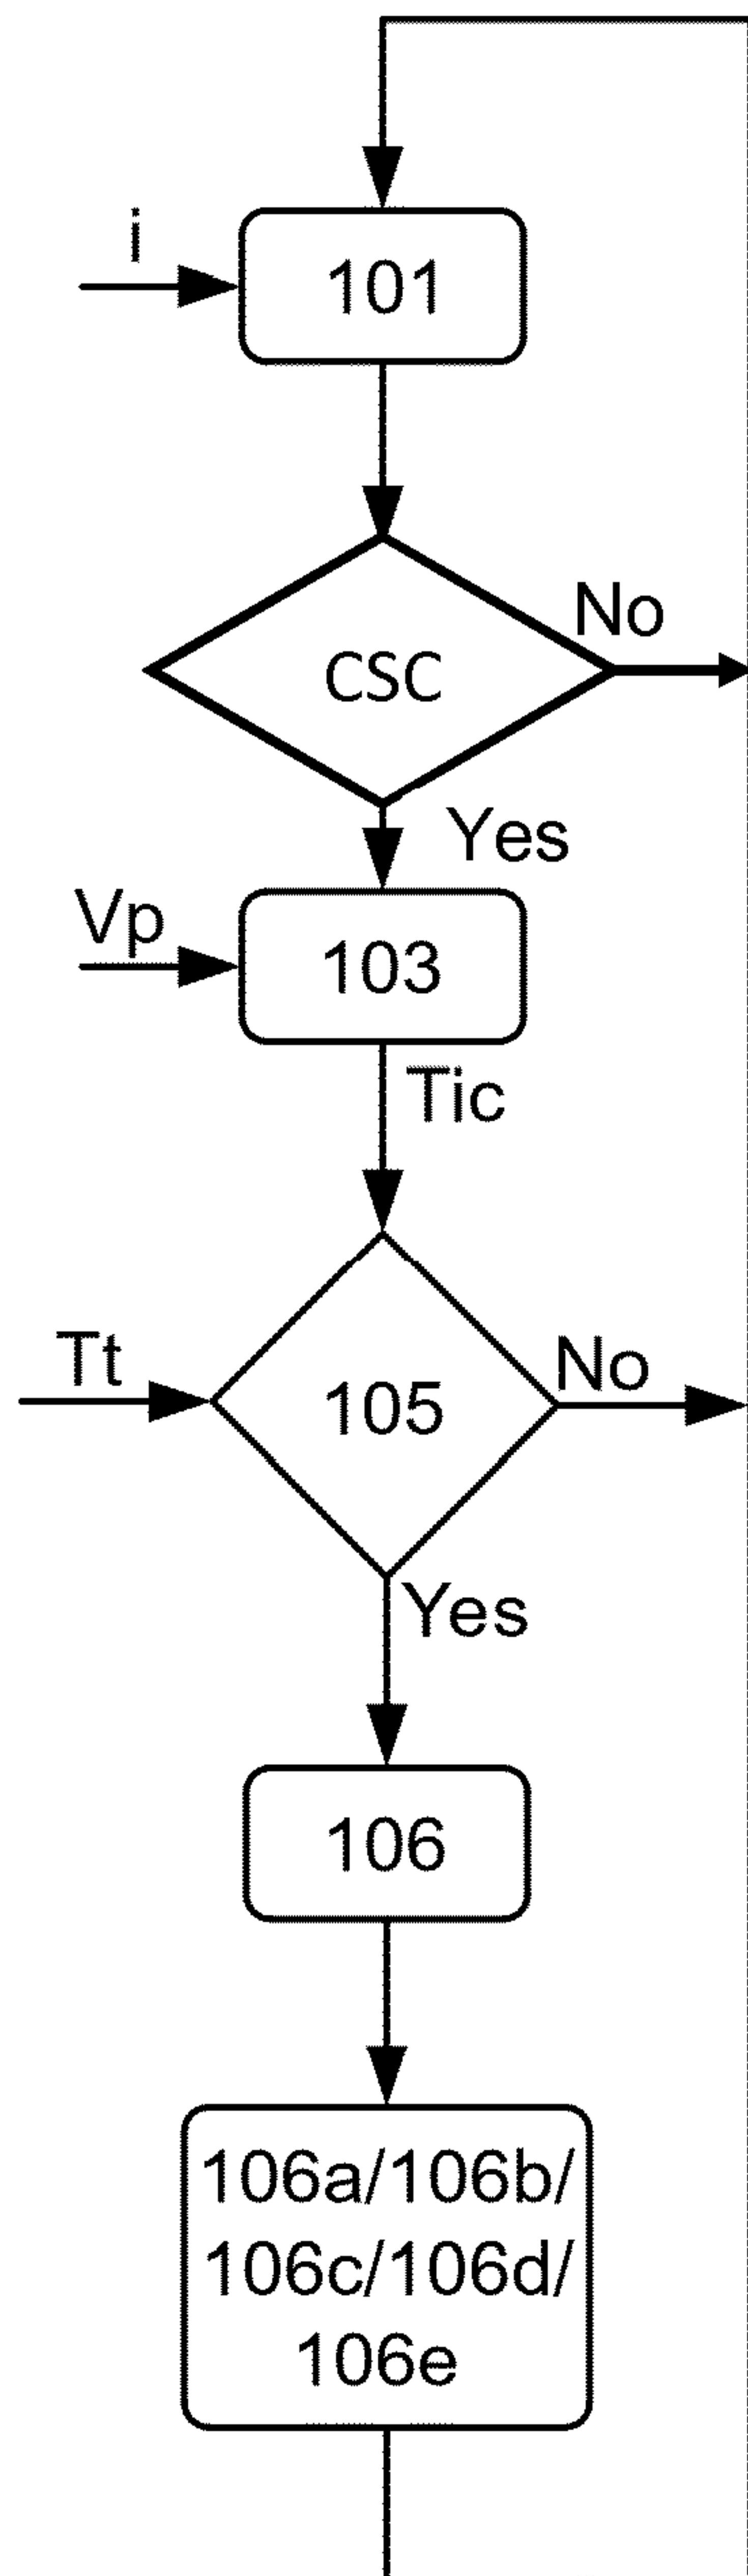 i
101
No
CSC
Yes
Vp
103
Tic
Tt
No
105
Yes
106
106a/106b/
106c/106d/
106e